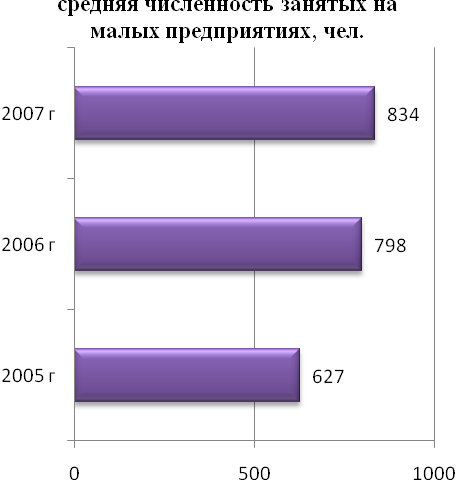 средняя численность занятых на
малых предприятиях, чел.
2007 г
834
2006 г
798
2005 г
627
0
500
1000